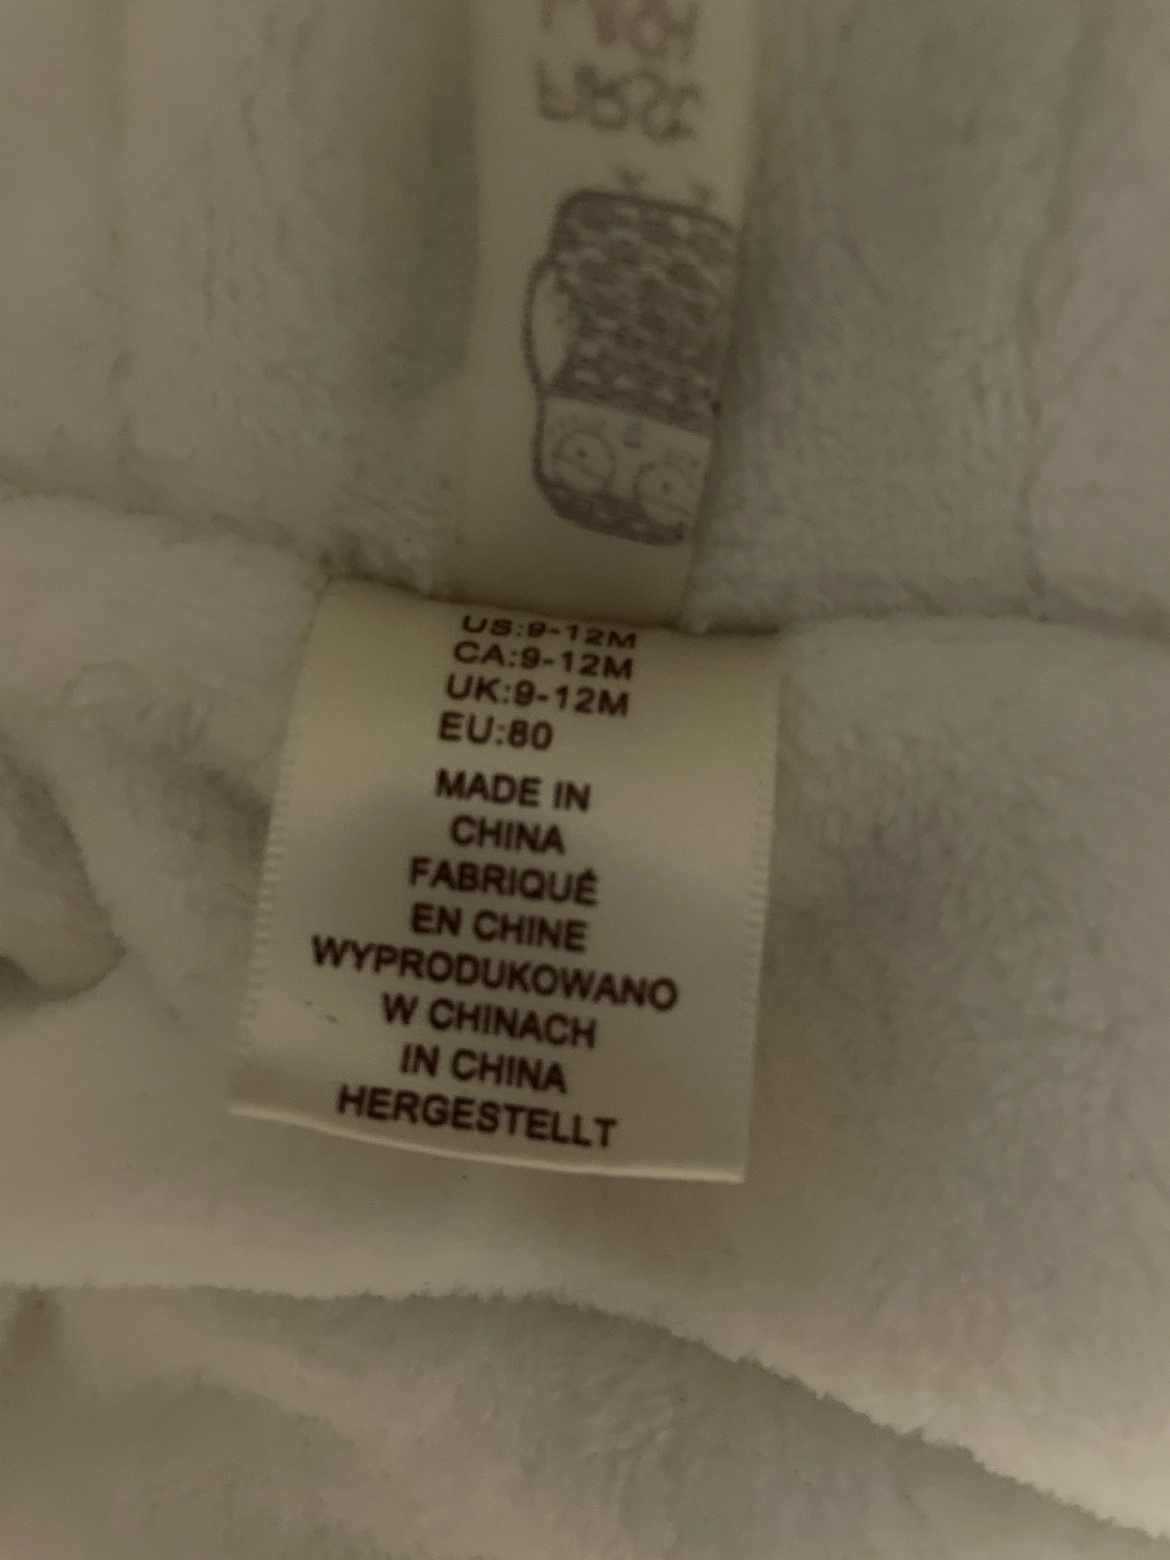 US:9-12M
CA:9-12M
UK:9-12M
EU:80
MADE IN
CHINA
FABRIQUÉ
EN CHINE
WYPRODUKOWANO
W CHINACH
IN CHINA
HERGESTELLT